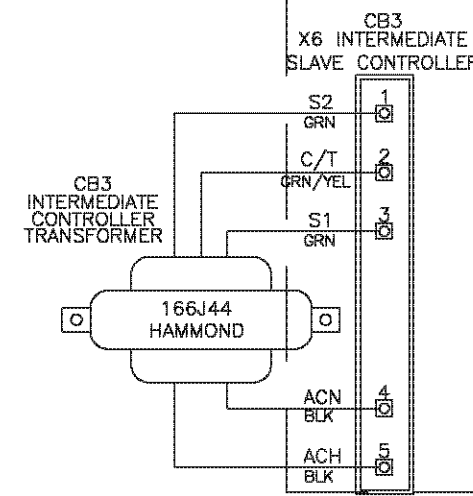 CB3
X6 INTERMEDIATE
SLAVE CONTROLLER
S2
GRN
1
C/T
GRN/YEL
2
S1
GRN
3
CB3
INTERMEDIATE
CONTROLLER
TRANSFORMER
166J44
HAMMOND
ACN
BLK
4
ACH
BLK
5